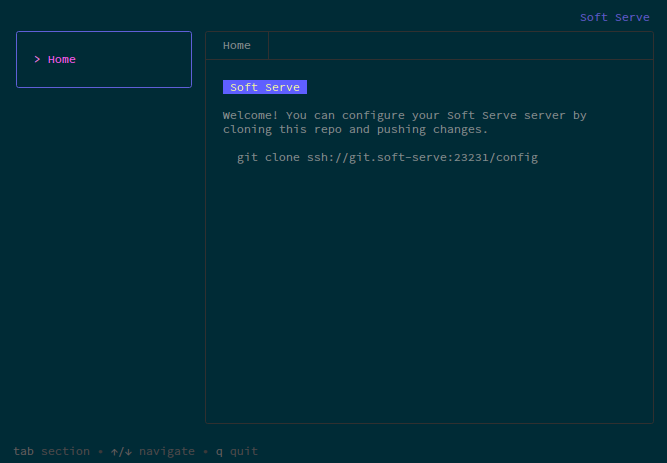 Soft Serve
> Home
Home
Soft Serve
Welcome! You can configure your Soft Serve server by
cloning this repo and pushing changes.
git clone ssh://git.soft-serve:23231/config
tab section • ↑/↓ navigate • q quit